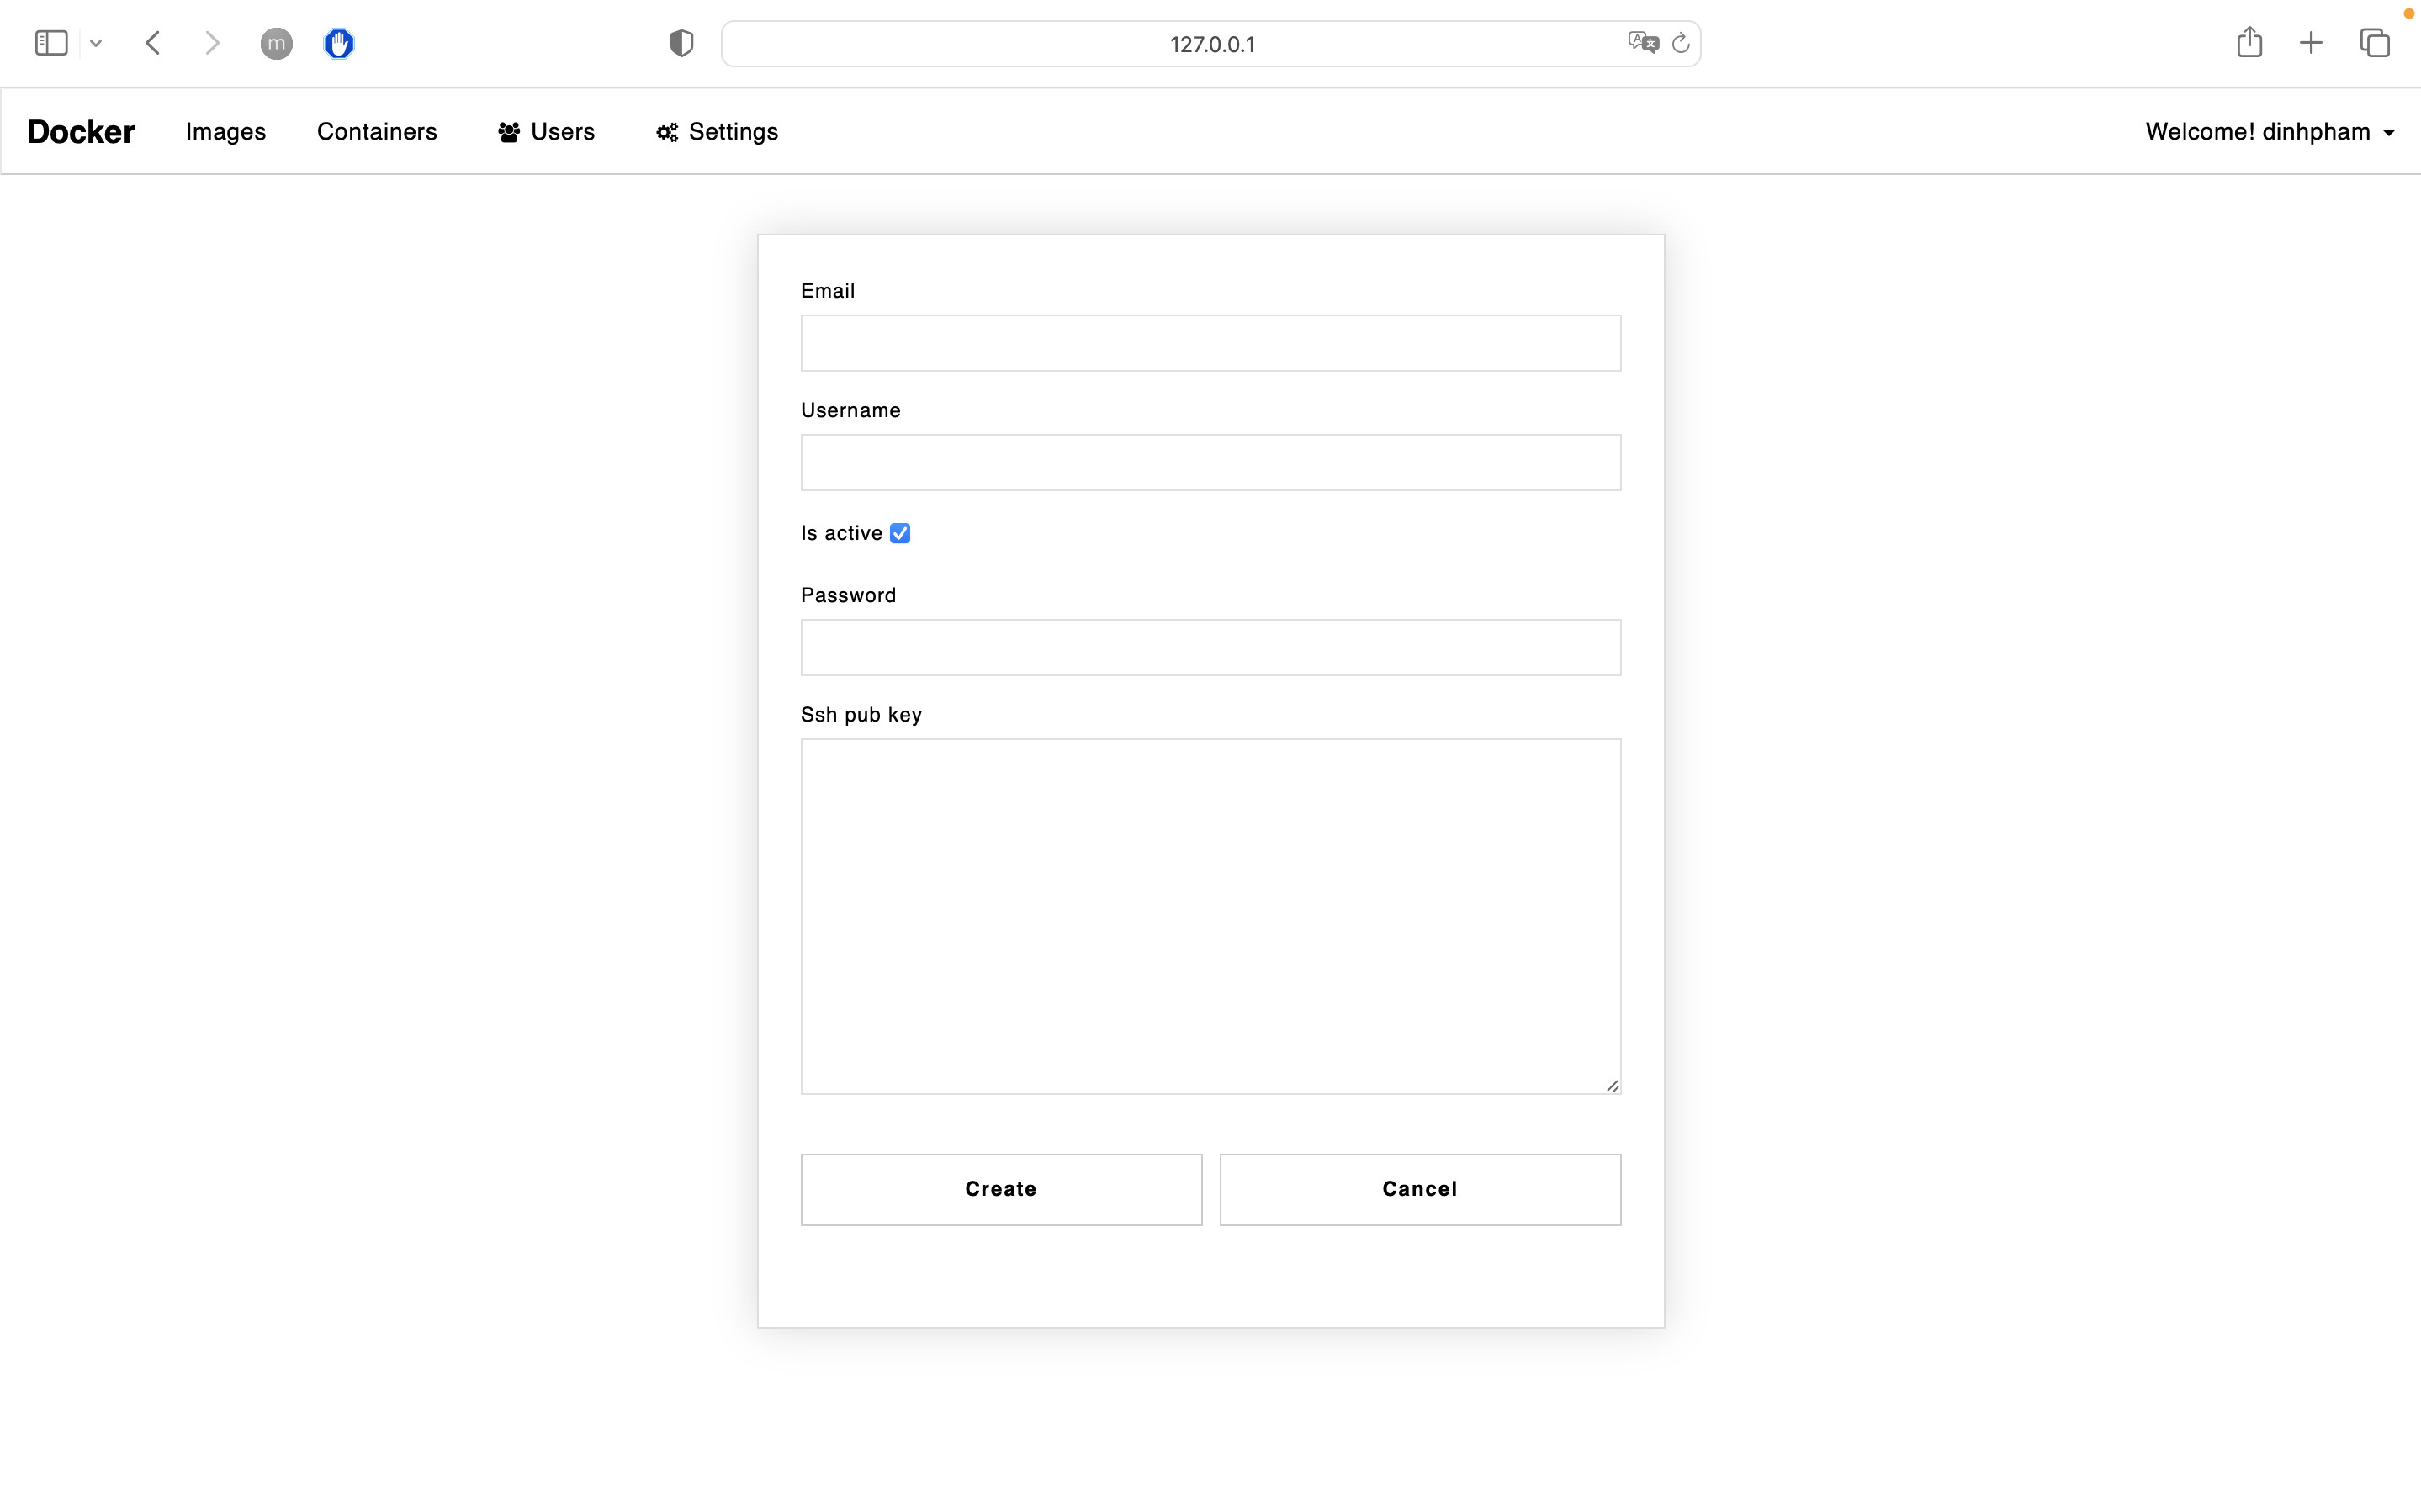 m
127.0.0.1
Docker Images Containers Users Settings Welcome! dinhpham
Email
Username
Is active
Password
Ssh pub key
Create Cancel